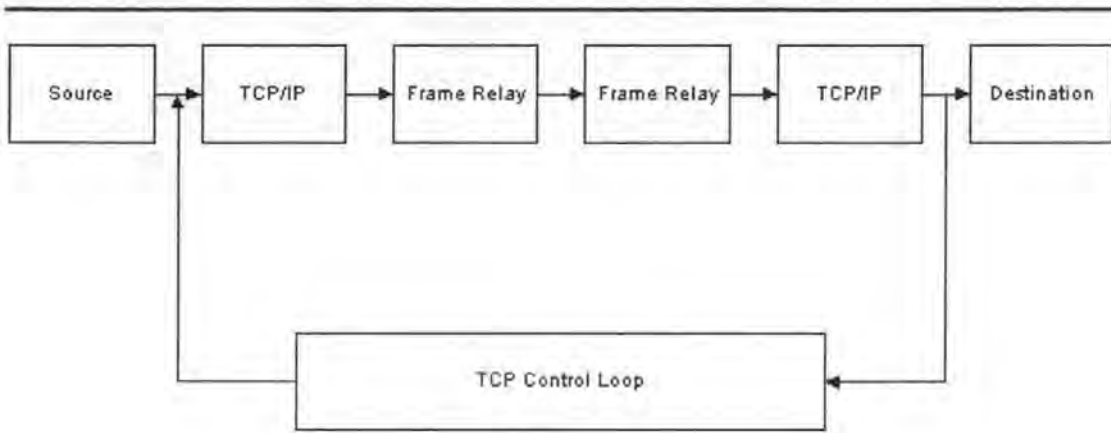 Source
TCP/IP
Frame Relay
Frame Relay
TCP/IP
Destination
TCP Control Loop